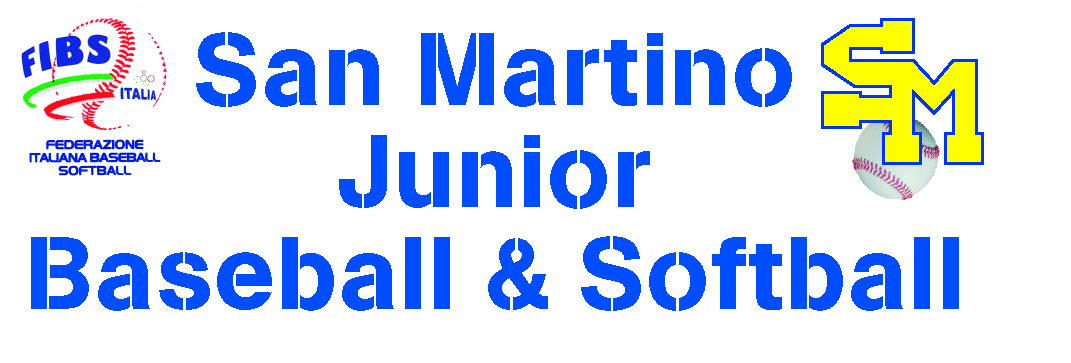 FIBS
ITALIA
FEDERAZIONE
ITALIANA BASEBALL
SOFTBALL
San Martino
SM
Junior
Baseball & Softball